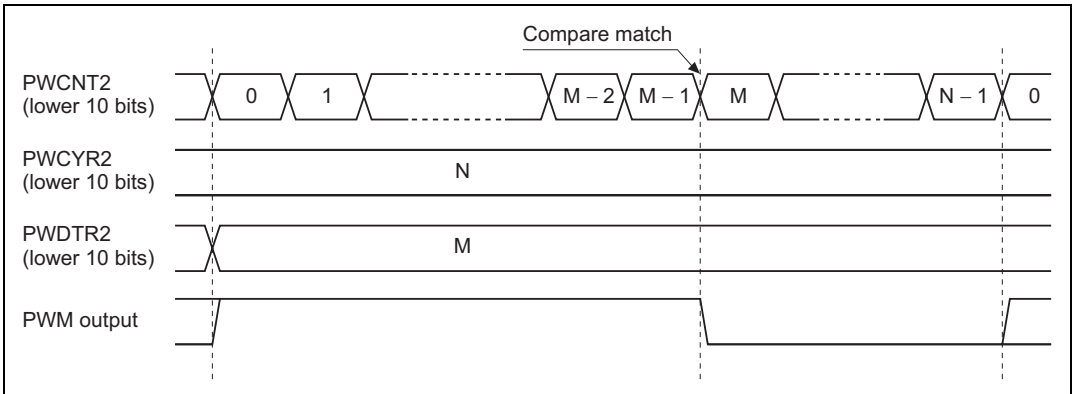 Compare match
PWCNT2
(lower 10 bits)
0 1 M – 2 M – 1 M N – 1 0
PWCYR2
(lower 10 bits)
N
PWDTR2
(lower 10 bits)
M
PWM output